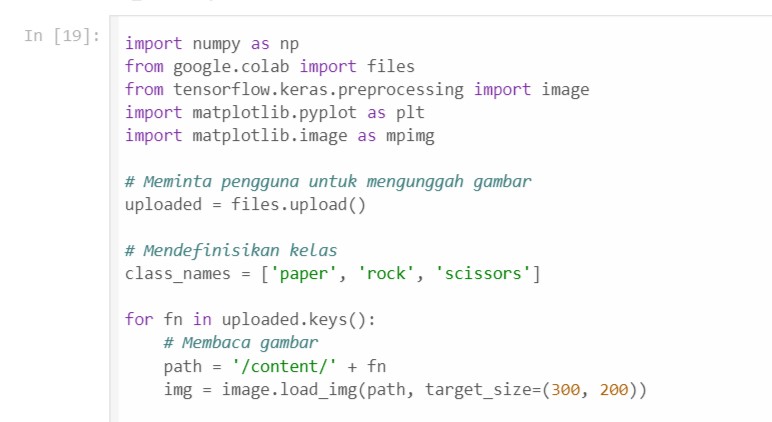 In [19]:
import numpy as np
from google.colab import files
from tensorflow.keras.preprocessing import image
import matplotlib.pyplot as plt
import matplotlib.image as mpimg
# Meminta pengguna untuk mengunggah gambar
uploaded = files.upload()
# Mendefinisikan kelas
class_names = ['paper', 'rock', 'scissors']
for fn in uploaded.keys():
    # Membaca gambar
    path = '/content/' + fn
    img = image.load_img(path, target_size=(300, 200))